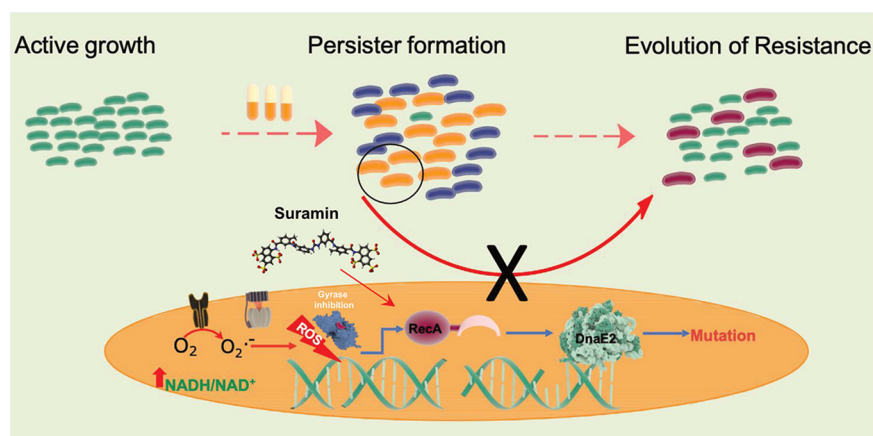 Active growth
Persister formation
Evolution of Resistance
Suramin
X
Gyrase
inhibition
ROS
RecA
DnaE2
Mutation
O₂
O₂·⁻
NADH/NAD⁺